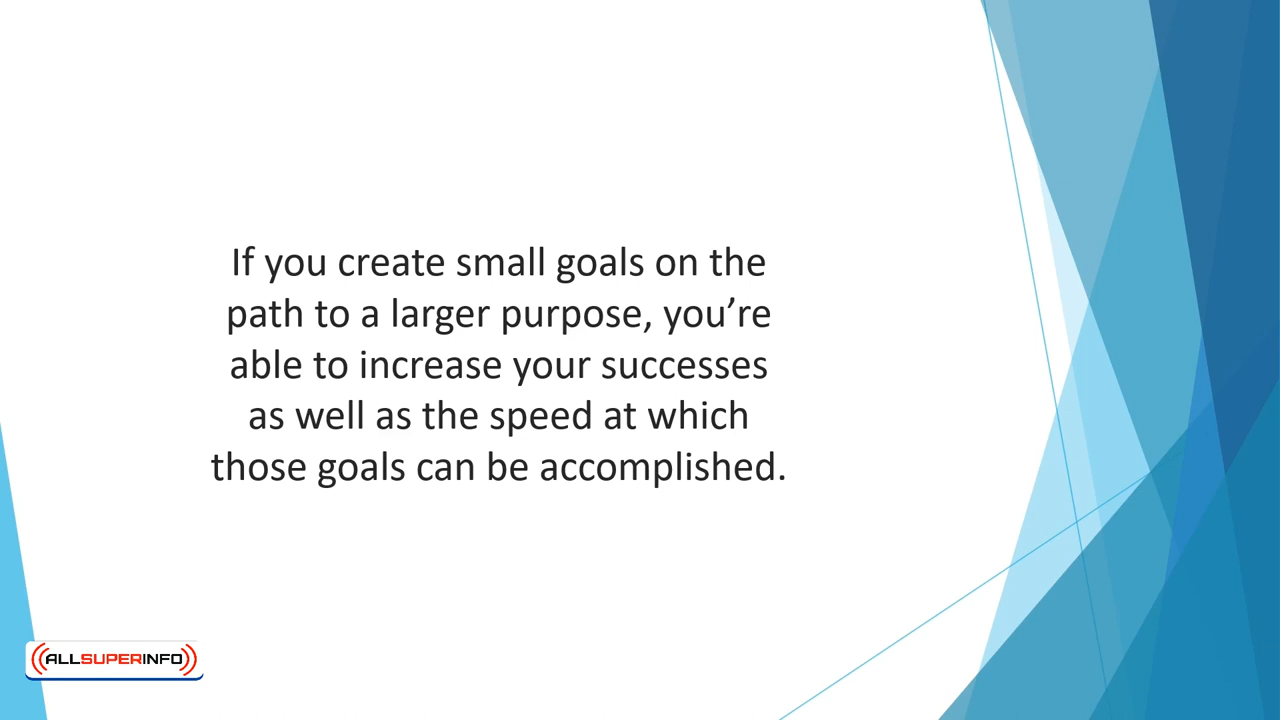 If you create small goals on the
path to a larger purpose, you’re
able to increase your successes
as well as the speed at which
those goals can be accomplished.
ALLSUPERINFO